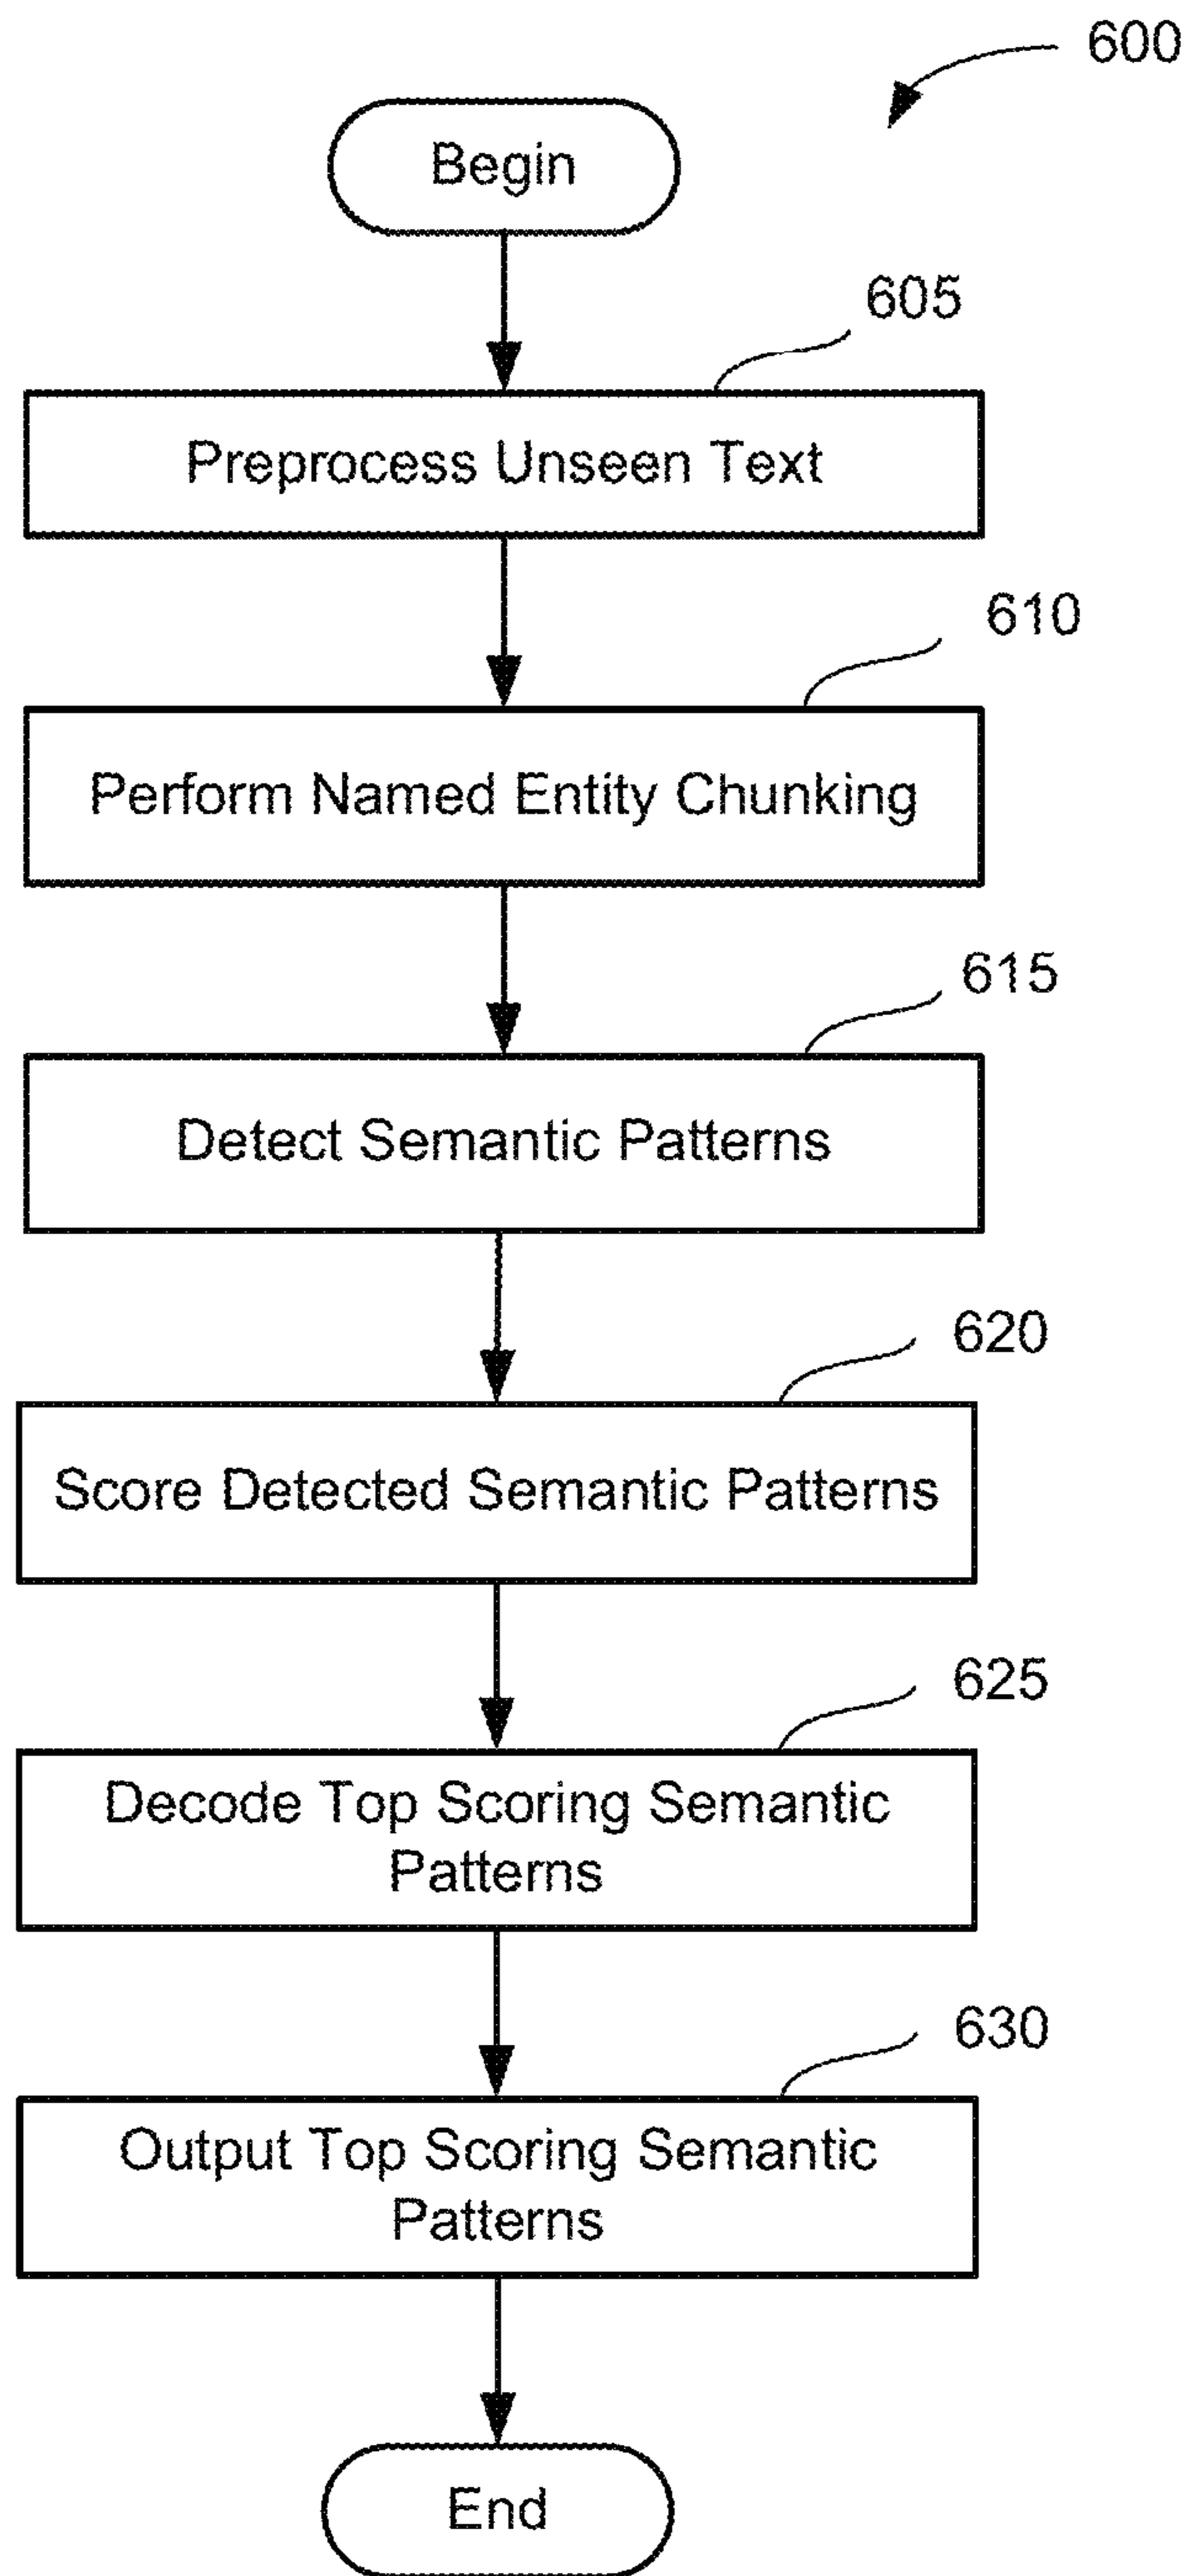 600
Begin
605
Preprocess Unseen Text
610
Perform Named Entity Chunking
615
Detect Semantic Patterns
620
Score Detected Semantic Patterns
625
Decode Top Scoring Semantic
Patterns
630
Output Top Scoring Semantic
Patterns
End